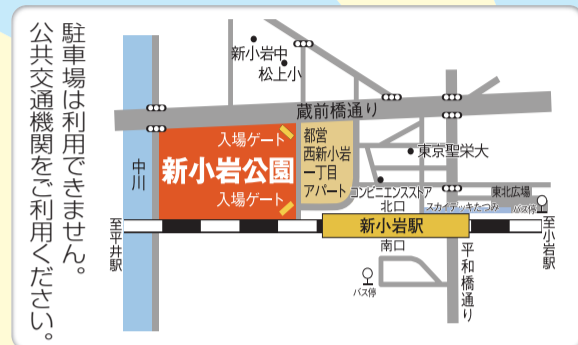 駐車場は利用できません。
公共交通機関をご利用ください。
新小岩中
松上小
蔵前橋通り
入場ゲート
新小岩公園
入場ゲート
都営
西新小岩
一丁目
アパート
東京聖栄大
コンビニエンスストア
北口
東北広場
スカイデッキたつみ
バス停
中川
至平井駅
新小岩駅
至小岩駅
南口
平和橋通り
バス停